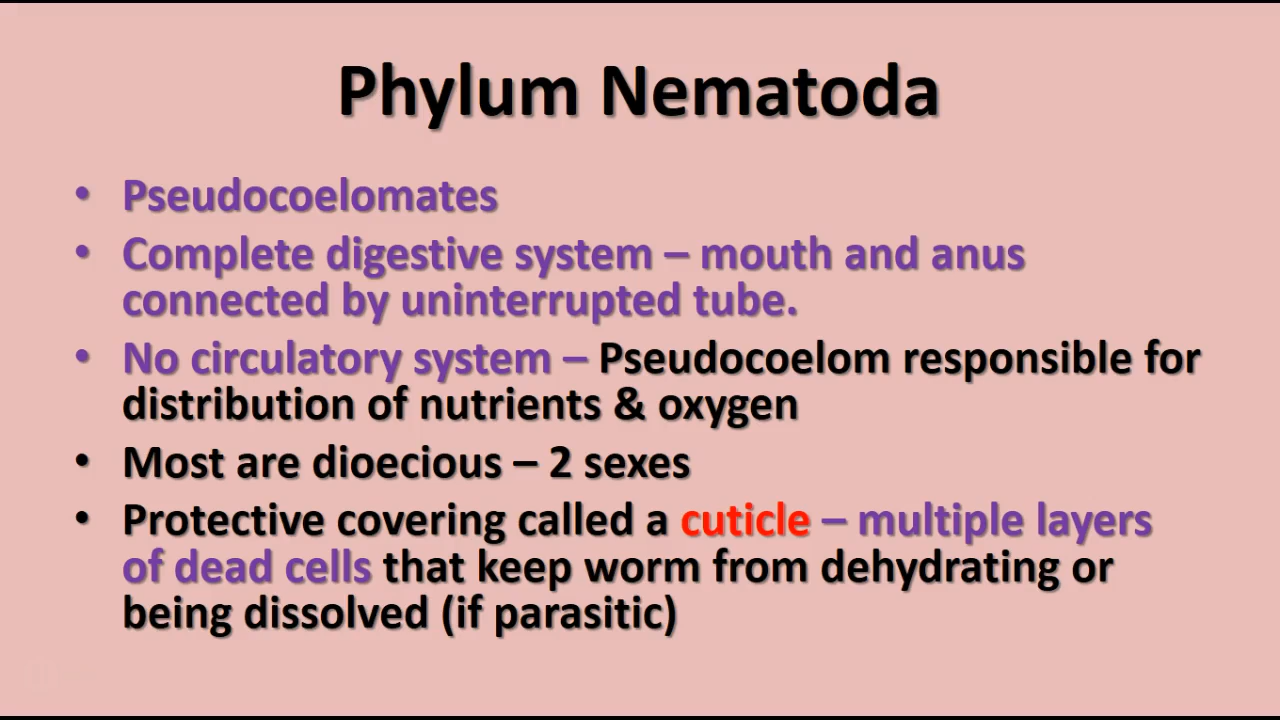 Phylum Nematoda
• Pseudocoelomates
• Complete digestive system – mouth and anus
connected by uninterrupted tube.
• No circulatory system – Pseudocoelom responsible for
distribution of nutrients & oxygen
• Most are dioecious – 2 sexes
• Protective covering called a cuticle – multiple layers
of dead cells that keep worm from dehydrating or
being dissolved (if parasitic)